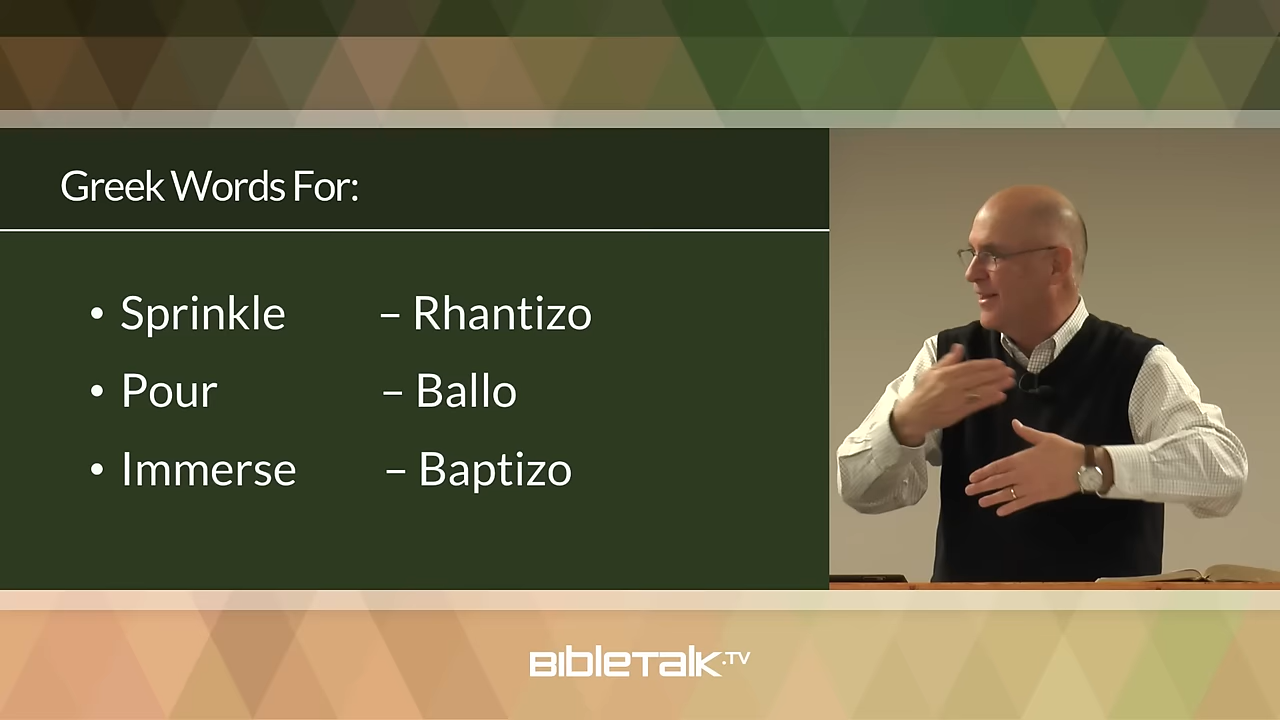 Greek Words For:
• Sprinkle – Rhantizo
• Pour – Ballo
• Immerse – Baptizo
BibleTalk.TV